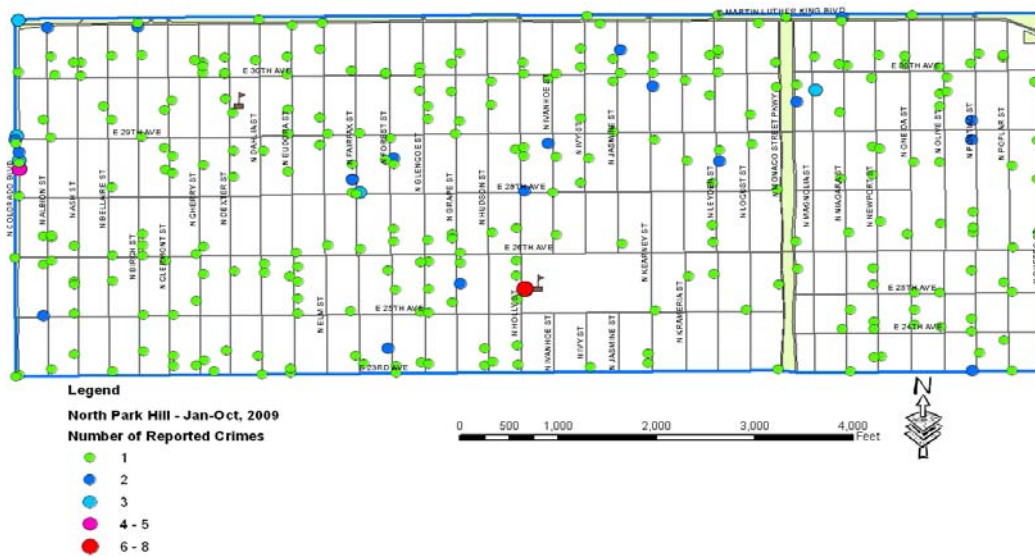 E MARTIN LUTHER KING BLVD
E 30TH AVE
E 30TH AVE
E 29TH AVE
E 28TH AVE
E 26TH AVE
E 25TH AVE
E 24TH AVE
N 23RD AVE
N COLORADO BLVD
N ALBION ST
N ASH ST
N BELLAIRE ST
N BIRCH ST
N CLERMONT ST
N CHERRY ST
N DEXTER ST
N DAHLIA ST
N EUDORA ST
N ELM ST
N FAIRFAX ST
N FOREST ST
N GLENCOE ST
N GRAPE ST
N HUDSON ST
N HOLLY ST
N IVANHOE ST
N IVANHOE ST
N IVY ST
N IVY ST
N JASMINE ST
N JASMINE ST
N KEARNEY ST
N KRAMERIA ST
N LEYDEN ST
N LOCUST ST
N MONACO STREET PKWY
N MAGNOLIA ST
N NIAGARA ST
N NEWPORT ST
N ONEIDA ST
N OLIVE ST
N POPLAR ST
Legend
North Park Hill - Jan-Oct, 2009
Number of Reported Crimes
1
2
3
4 - 5
6 - 8
0 500 1,000 2,000 3,000 4,000
Feet
N